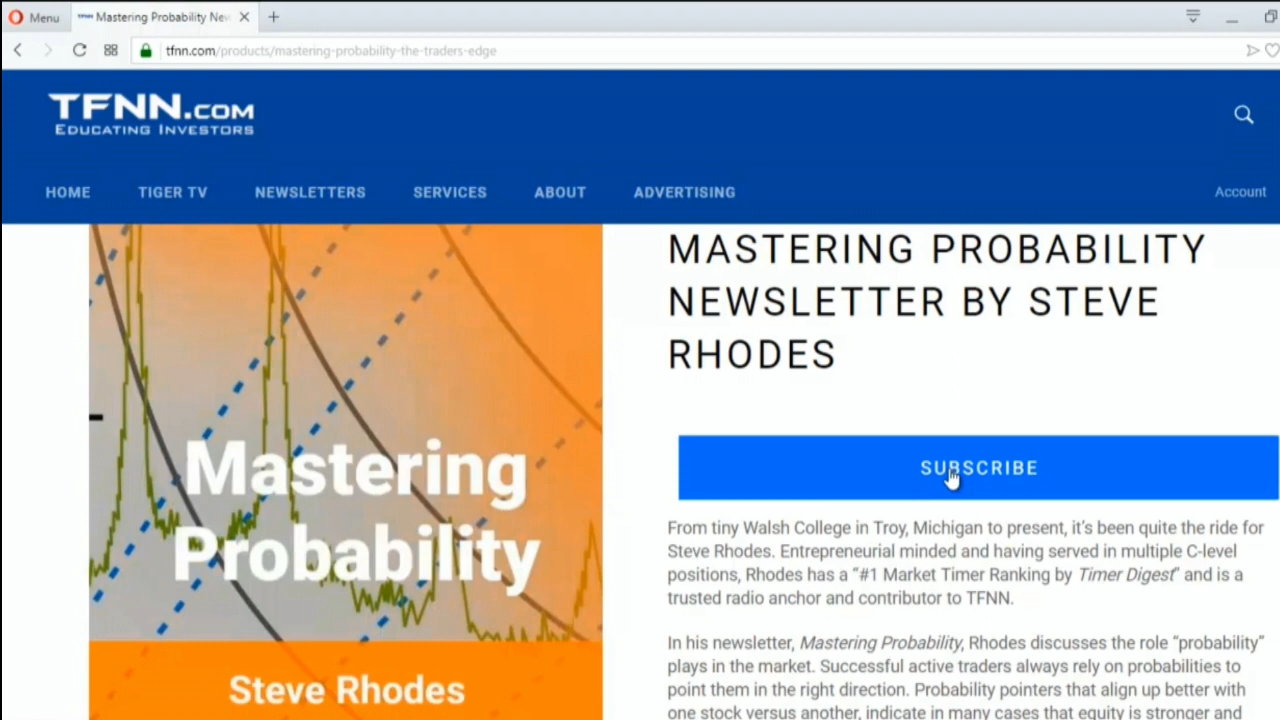 Menu
TFNN Mastering Probability New
tfnn.com/products/mastering-probability-the-traders-edge
TFNN.COM
EDUCATING INVESTORS
HOME TIGER TV NEWSLETTERS SERVICES ABOUT ADVERTISING Account
MASTERING PROBABILITY
NEWSLETTER BY STEVE
RHODES
Mastering
Probability
Steve Rhodes
SUBSCRIBE
From tiny Walsh College in Troy, Michigan to present, it's been quite the ride for
Steve Rhodes. Entrepreneurial minded and having served in multiple C-level
positions, Rhodes has a “#1 Market Timer Ranking by Timer Digest” and is a
trusted radio anchor and contributor to TFNN.
In his newsletter, Mastering Probability, Rhodes discusses the role “probability”
plays in the market. Successful active traders always rely on probabilities to
point them in the right direction. Probability pointers that align up better with
one stock versus another, indicate in many cases that equity is stronger and